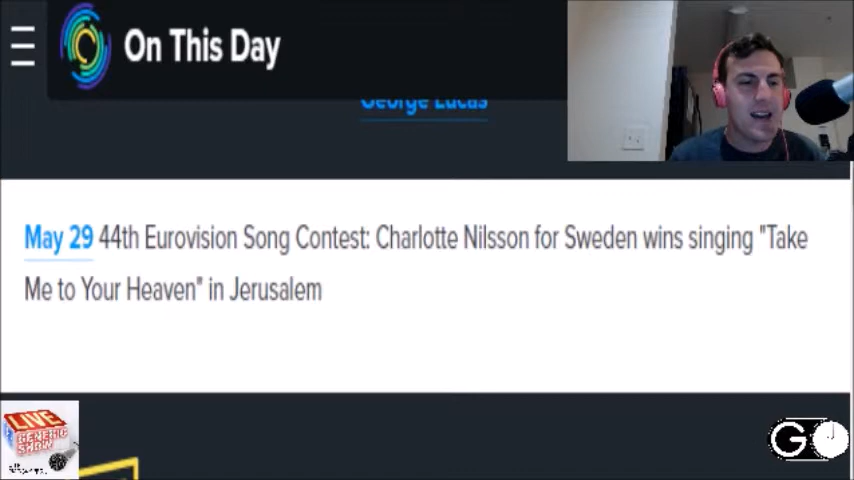 On This Day
George Lucas
May 29 44th Eurovision Song Contest: Charlotte Nilsson for Sweden wins singing "Take
Me to Your Heaven" in Jerusalem
LIVE
GENERIC
SHOW
G